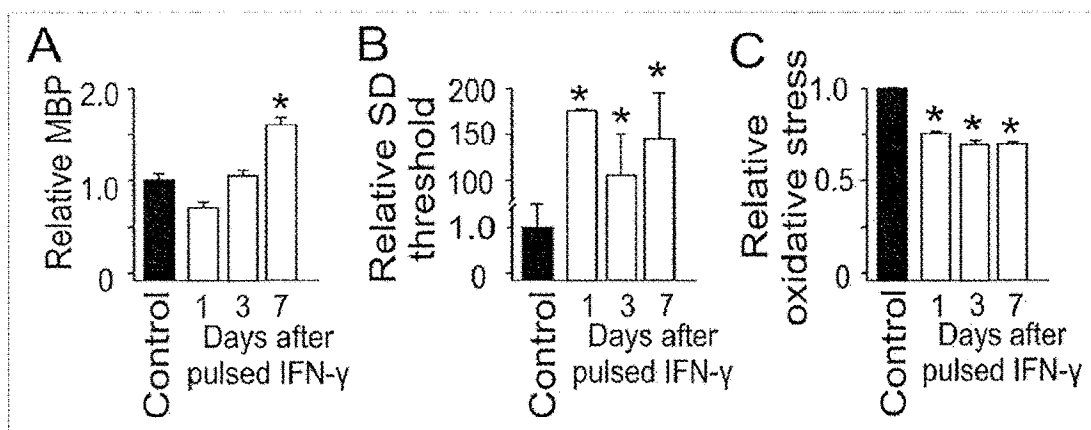 A
Relative MBP
2.0
1.0
0
*
Control
1 3 7
Days after
pulsed IFN-γ
B
Relative SD
threshold
200
150
100
1.0
0
* * *
Control
1 3 7
Days after
pulsed IFN-γ
C
Relative
oxidative stress
1.0
0.5
0
* * *
Control
1 3 7
Days after
pulsed IFN-γ